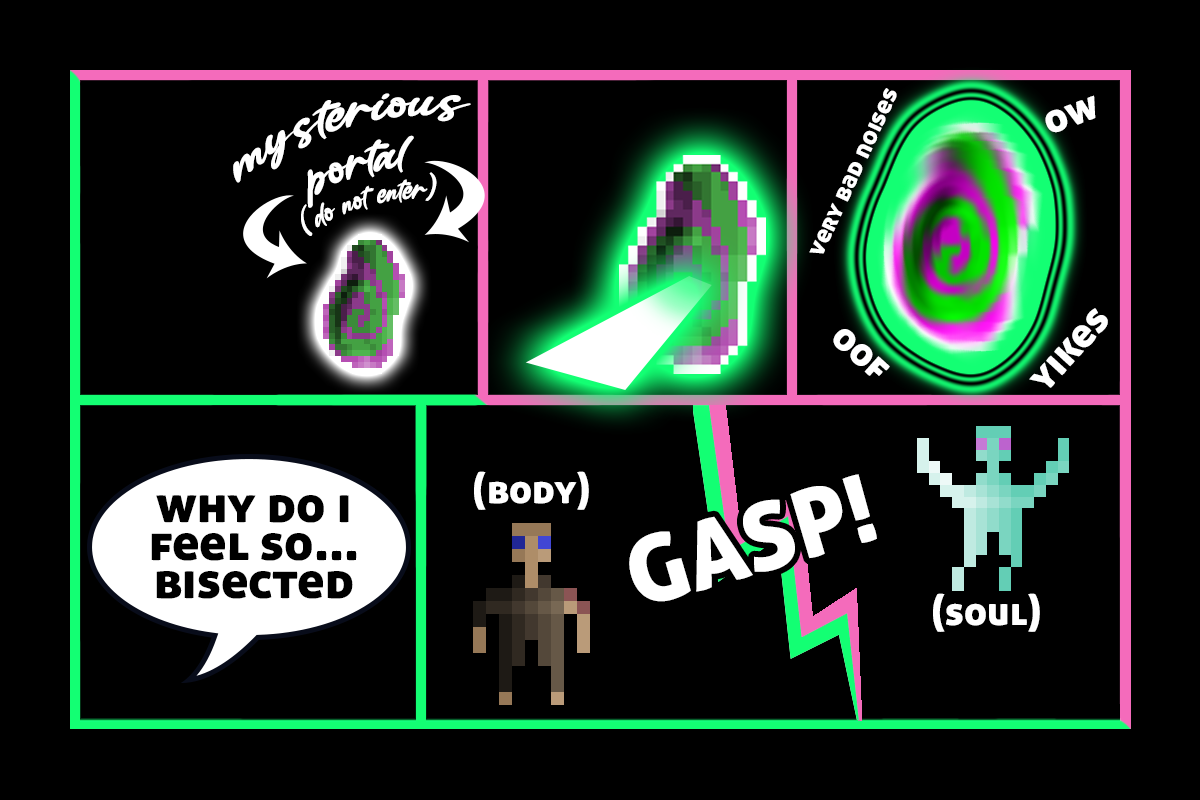 mysterious
portal
(do not enter)
VERY BAD NOISES
OW
OOF
YIKES
WHY DO I
FEEL SO...
BISECTED
(BODY)
GASP!
(SOUL)